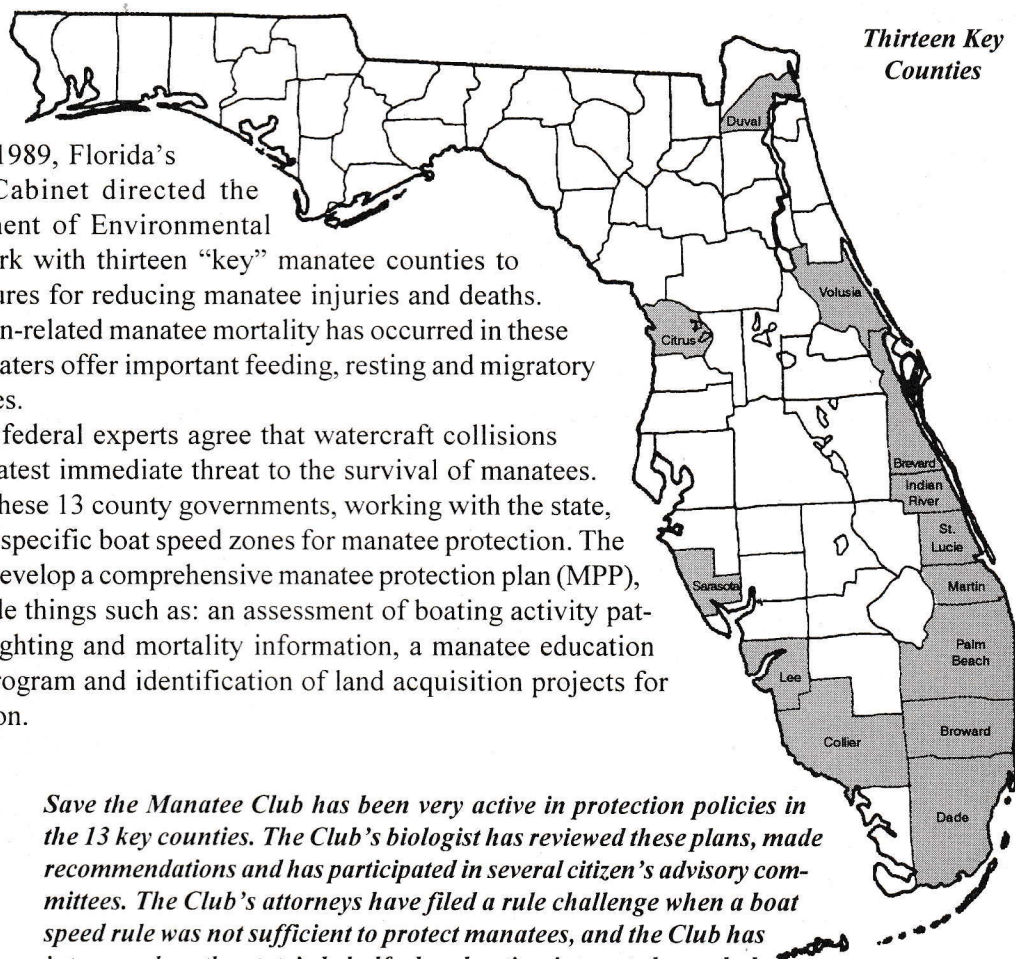 Thirteen Key
Counties
1989, Florida's
Cabinet directed the
ment of Environmental
rk with thirteen “key” manatee counties to
ures for reducing manatee injuries and deaths.
n-related manatee mortality has occurred in these
aters offer important feeding, resting and migratory
es.
federal experts agree that watercraft collisions
atest immediate threat to the survival of manatees.
hese 13 county governments, working with the state,
specific boat speed zones for manatee protection. The
evelop a comprehensive manatee protection plan (MPP),
le things such as: an assessment of boating activity pat-
ghting and mortality information, a manatee education
rogram and identification of land acquisition projects for
on.
Duval
Volusia
Citrus
Brevard
Indian
River
St.
Lucie
Sarasota
Martin
Palm
Beach
Lee
Collier
Broward
Dade
Save the Manatee Club has been very active in protection policies in
the 13 key counties. The Club's biologist has reviewed these plans, made
recommendations and has participated in several citizen's advisory com-
mittees. The Club's attorneys have filed a rule challenge when a boat
speed rule was not sufficient to protect manatees, and the Club has